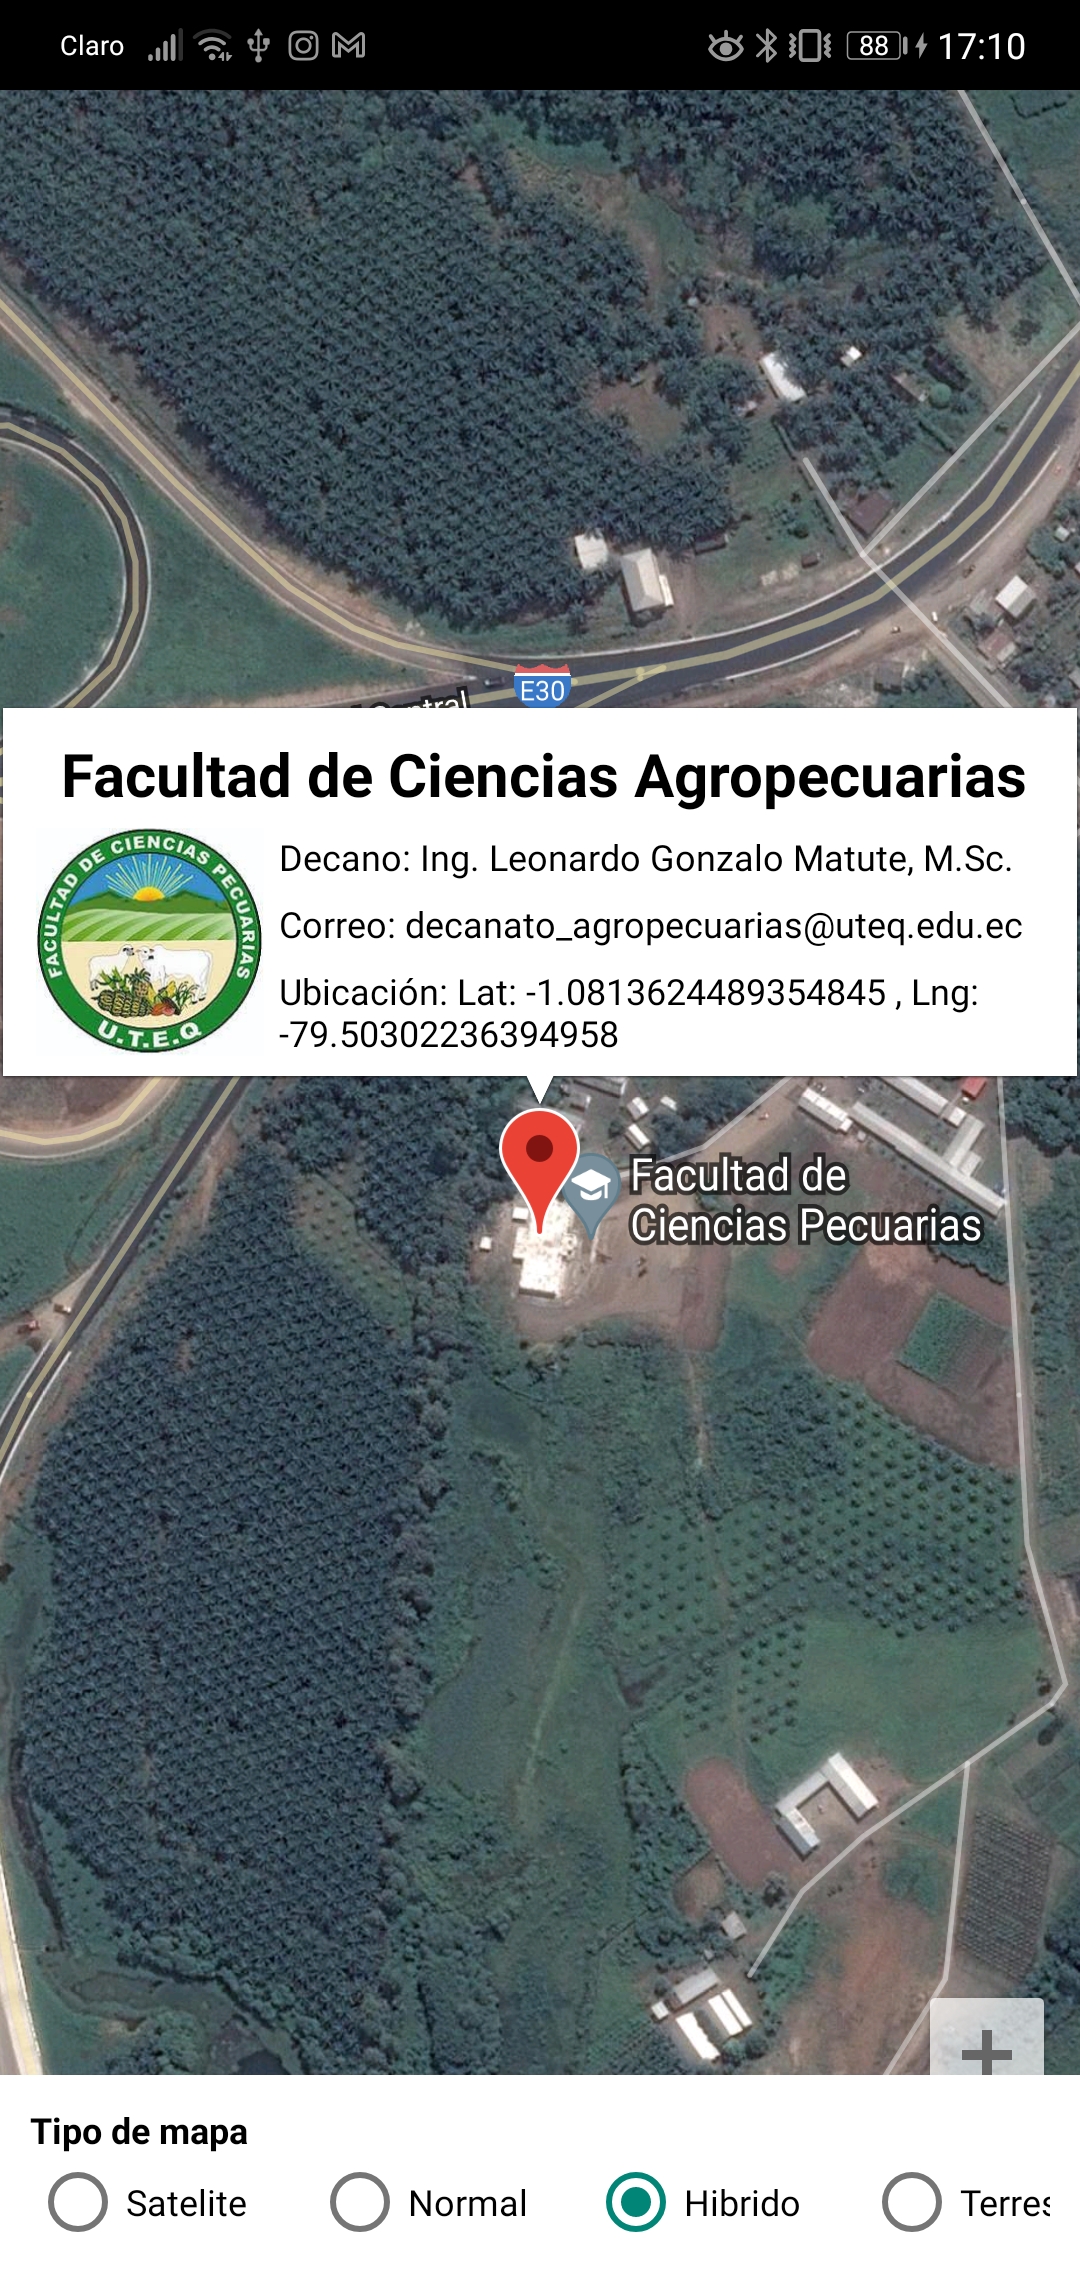 Claro
88
17:10
E30
Facultad de Ciencias Agropecuarias
FACULTAD DE CIENCIAS PECUARIAS
U.T.E.Q
Decano: Ing. Leonardo Gonzalo Matute, M.Sc.
Correo: decanato_agropecuarias@uteq.edu.ec
Ubicación: Lat: -1.0813624489354845 , Lng:
-79.50302236394958
Facultad de
Ciencias Pecuarias
Tipo de mapa
Satelite
Normal
Hibrido